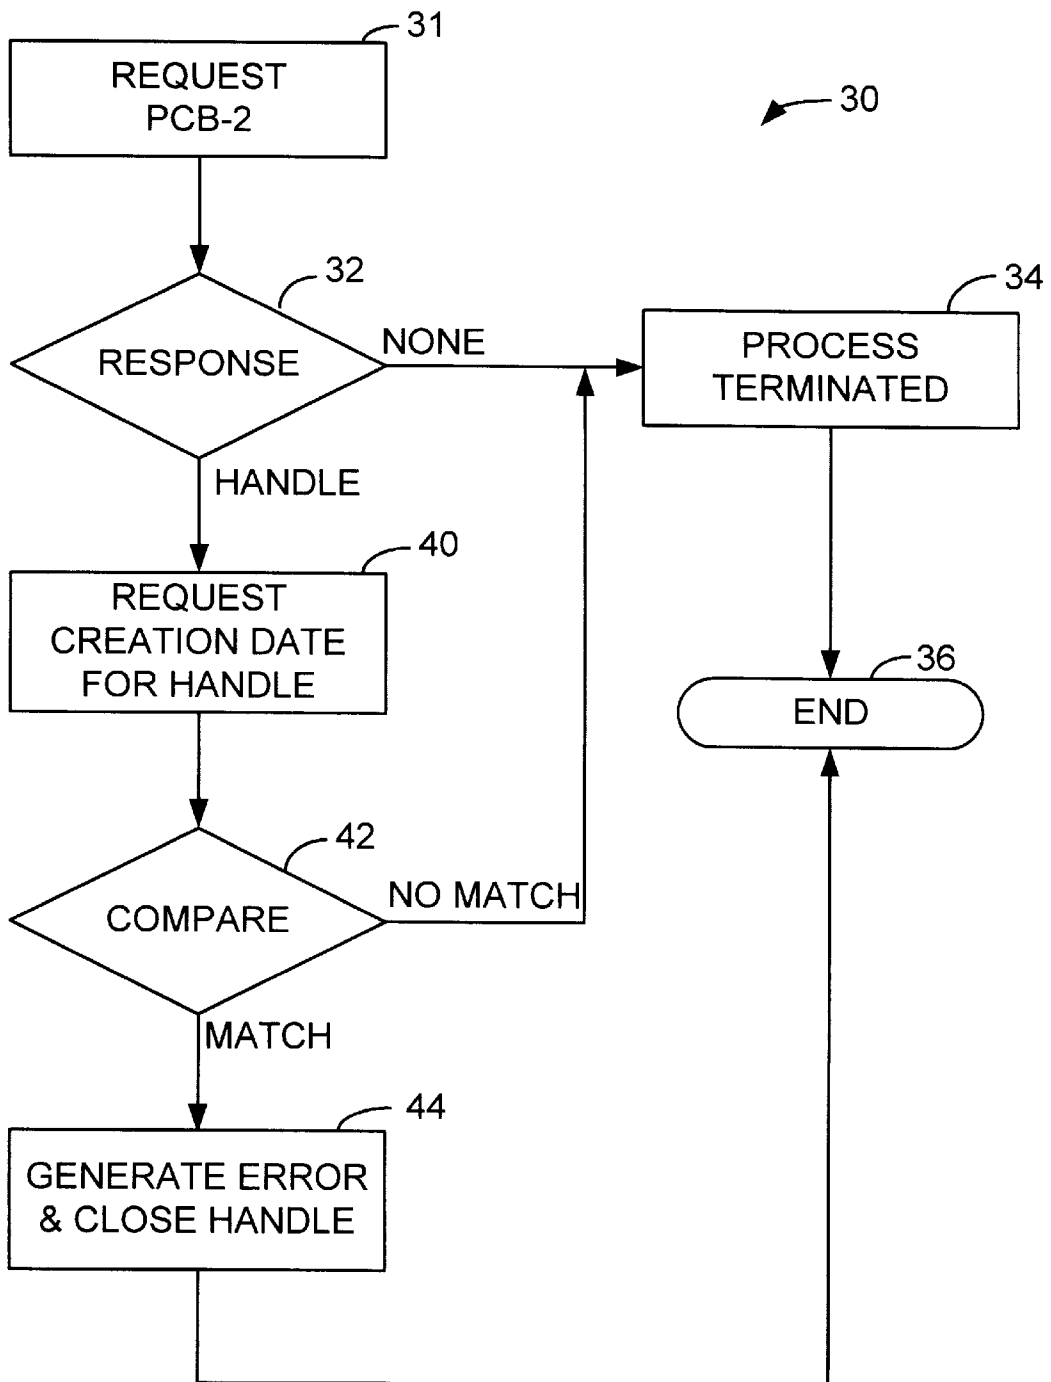 31
REQUEST
PCB-2
30
32
RESPONSE
NONE
34
PROCESS
TERMINATED
HANDLE
40
REQUEST
CREATION DATE
FOR HANDLE
36
END
42
COMPARE
NO MATCH
MATCH
44
GENERATE ERROR
& CLOSE HANDLE